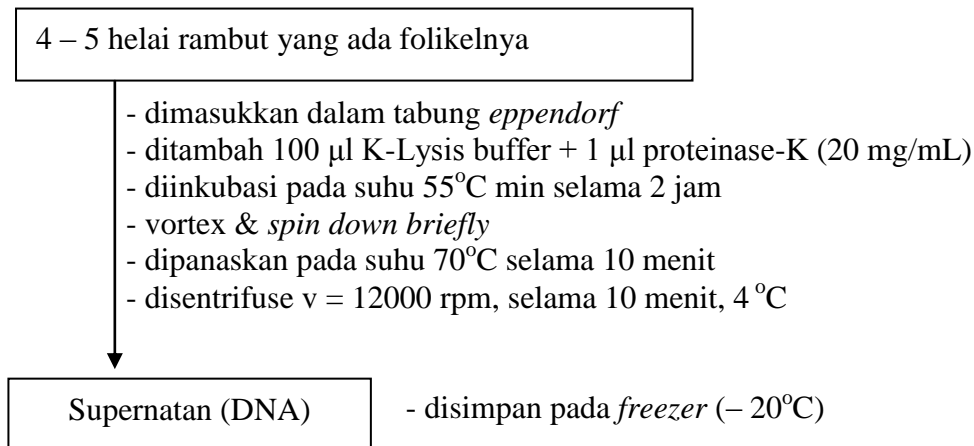 4 – 5 helai rambut yang ada folikelnya
- dimasukkan dalam tabung eppendorf
- ditambah 100 μl K-Lysis buffer + 1 μl proteinase-K (20 mg/mL)
- diinkubasi pada suhu 55°C min selama 2 jam
- vortex & spin down briefly
- dipanaskan pada suhu 70°C selama 10 menit
- disentrifuse v = 12000 rpm, selama 10 menit, 4 °C
Supernatan (DNA)
- disimpan pada freezer (– 20°C)